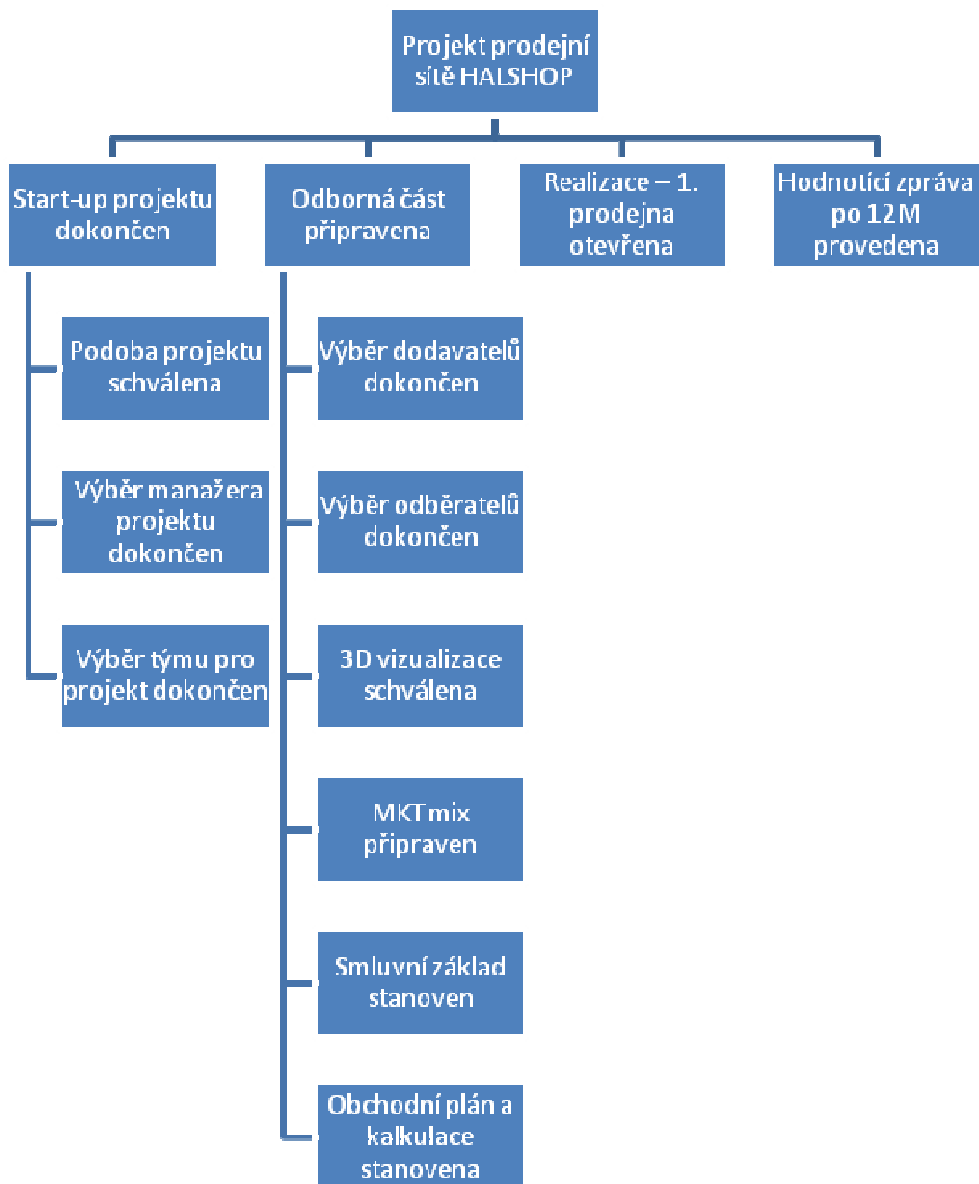 Projekt prodejní
sítě HALSHOP
Start-up projektu
dokončen
Odborná část
připravena
Realizace – 1.
prodejna
otevřena
Hodnotící zpráva
po 12M
provedena
Podoba projektu
schválena
Výběr manažera
projektu
dokončen
Výběr týmu pro
projekt dokončen
Výběr dodavatelů
dokončen
Výběr odběratelů
dokončen
3D vizualizace
schválena
MKT mix
připraven
Smluvní základ
stanoven
Obchodní plán a
kalkulace
stanovena